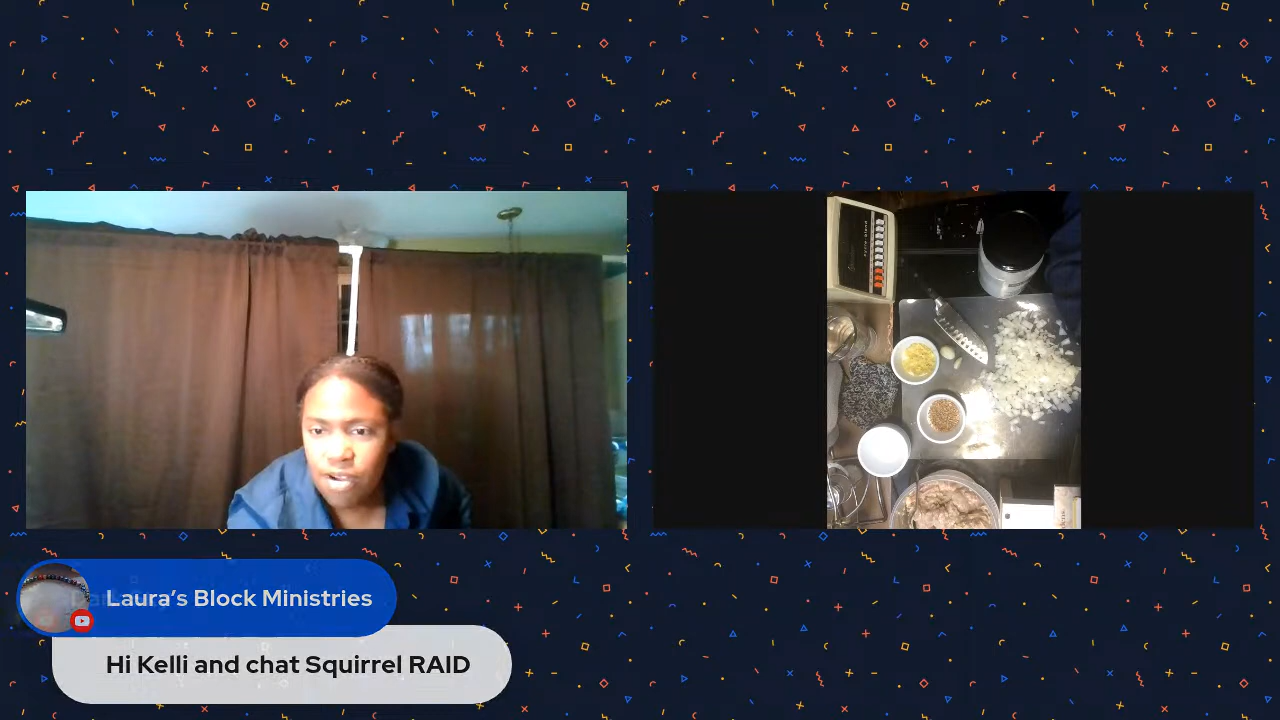 Laura’s Block Ministries
Hi Kelli and chat Squirrel RAID